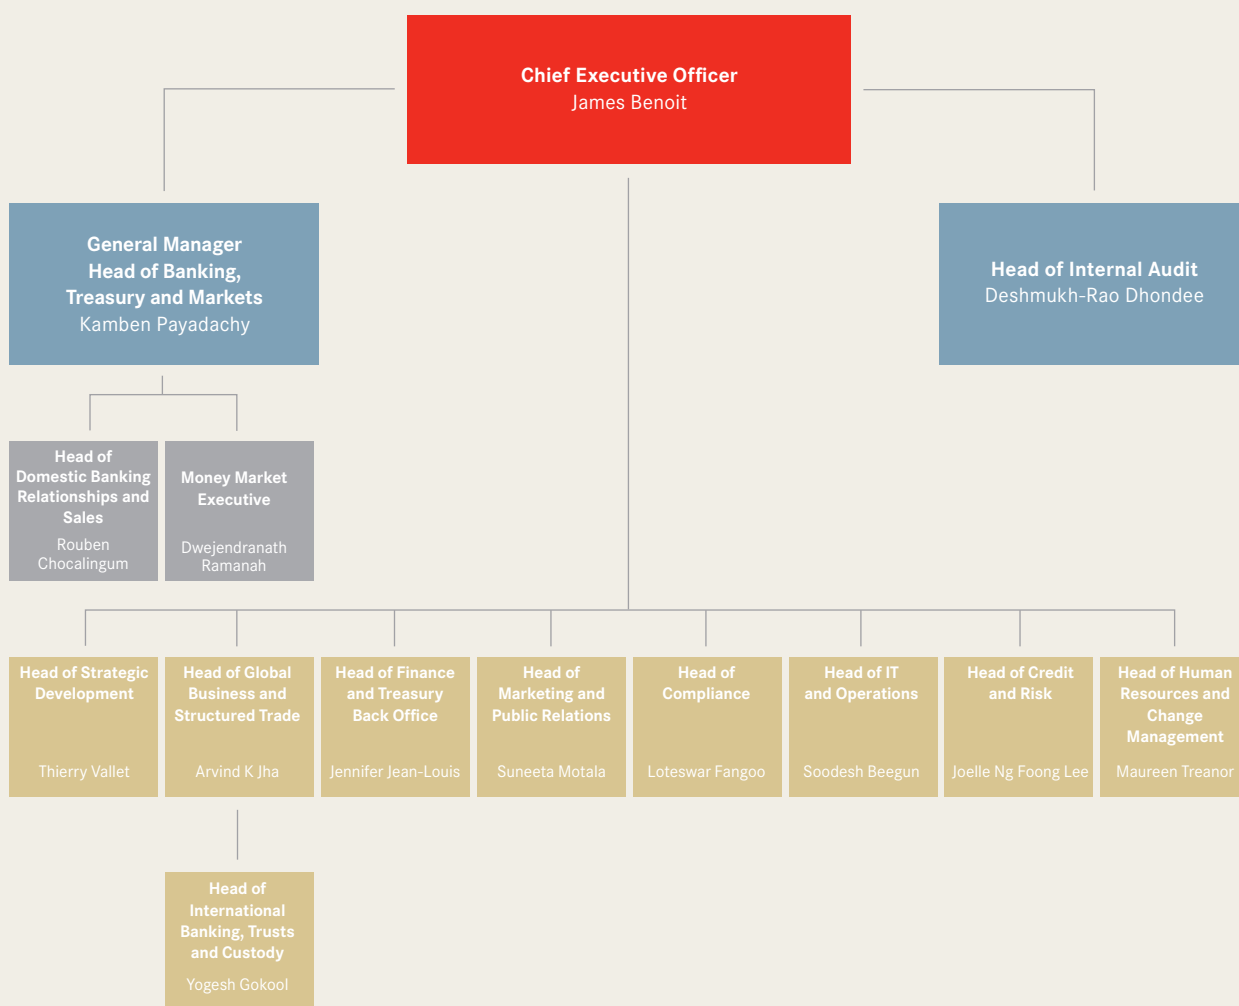 Chief Executive Officer
James Benoit
General Manager
Head of Banking,
Treasury and Markets
Kamben Payadachy
Head of Internal Audit
Deshmukh-Rao Dhondee
Head of
Domestic Banking
Relationships and
Sales
Rouben
Chocalingum
Money Market
Executive
Dwejendranath
Ramanah
Head of Strategic
Development
Thierry Vallet
Head of Global
Business and
Structured Trade
Arvind K Jha
Head of Finance
and Treasury
Back Office
Jennifer Jean-Louis
Head of
Marketing and
Public Relations
Suneeta Motala
Head of
Compliance
Loteswar Fangoo
Head of IT
and Operations
Soodesh Beegun
Head of Credit
and Risk
Joelle Ng Foong Lee
Head of Human
Resources and
Change
Management
Maureen Treanor
Head of
International
Banking, Trusts
and Custody
Yogesh Gokool